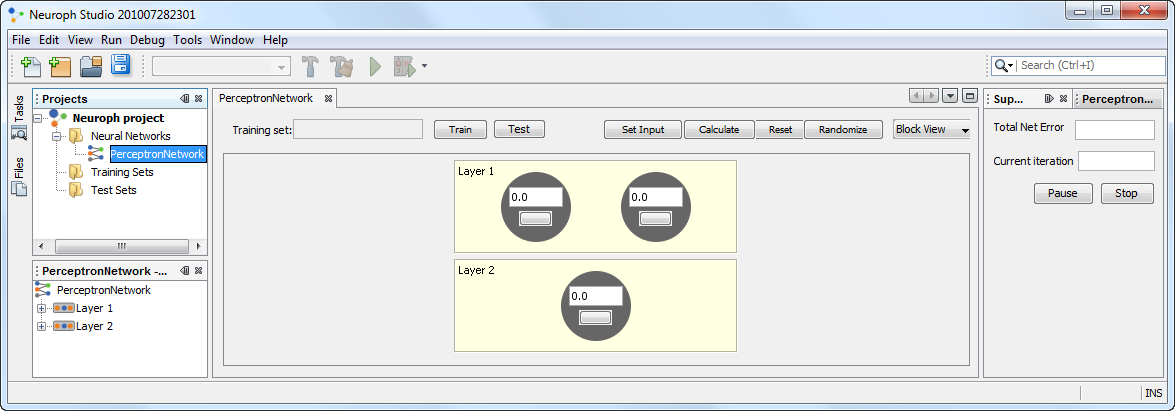 Neuroph Studio 201007282301
File Edit View Run Debug Tools Window Help
Search (Ctrl+I)
Tasks
Files
Projects
Neuroph project
Neural Networks
PerceptronNetwork
Training Sets
Test Sets
PerceptronNetwork -...
PerceptronNetwork
Layer 1
Layer 2
PerceptronNetwork
Training set: Train Test Set Input Calculate Reset Randomize Block View
Layer 1
0.0 0.0
Layer 2
0.0
Sup... Perceptron...
Total Net Error
Current iteration
Pause Stop
INS